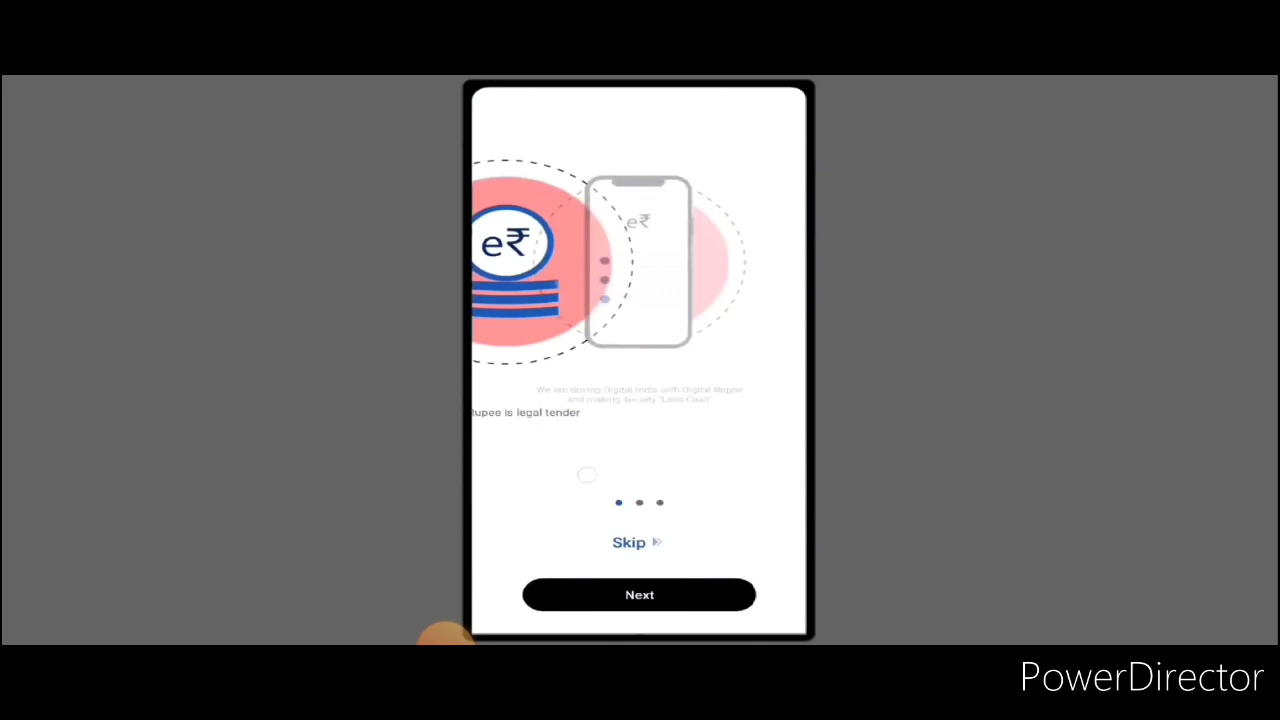 e₹
e₹
We are driving Digital India with Digital Rupee
and making society "Less Cash"
Rupee is legal tender
Skip
Next
PowerDirector